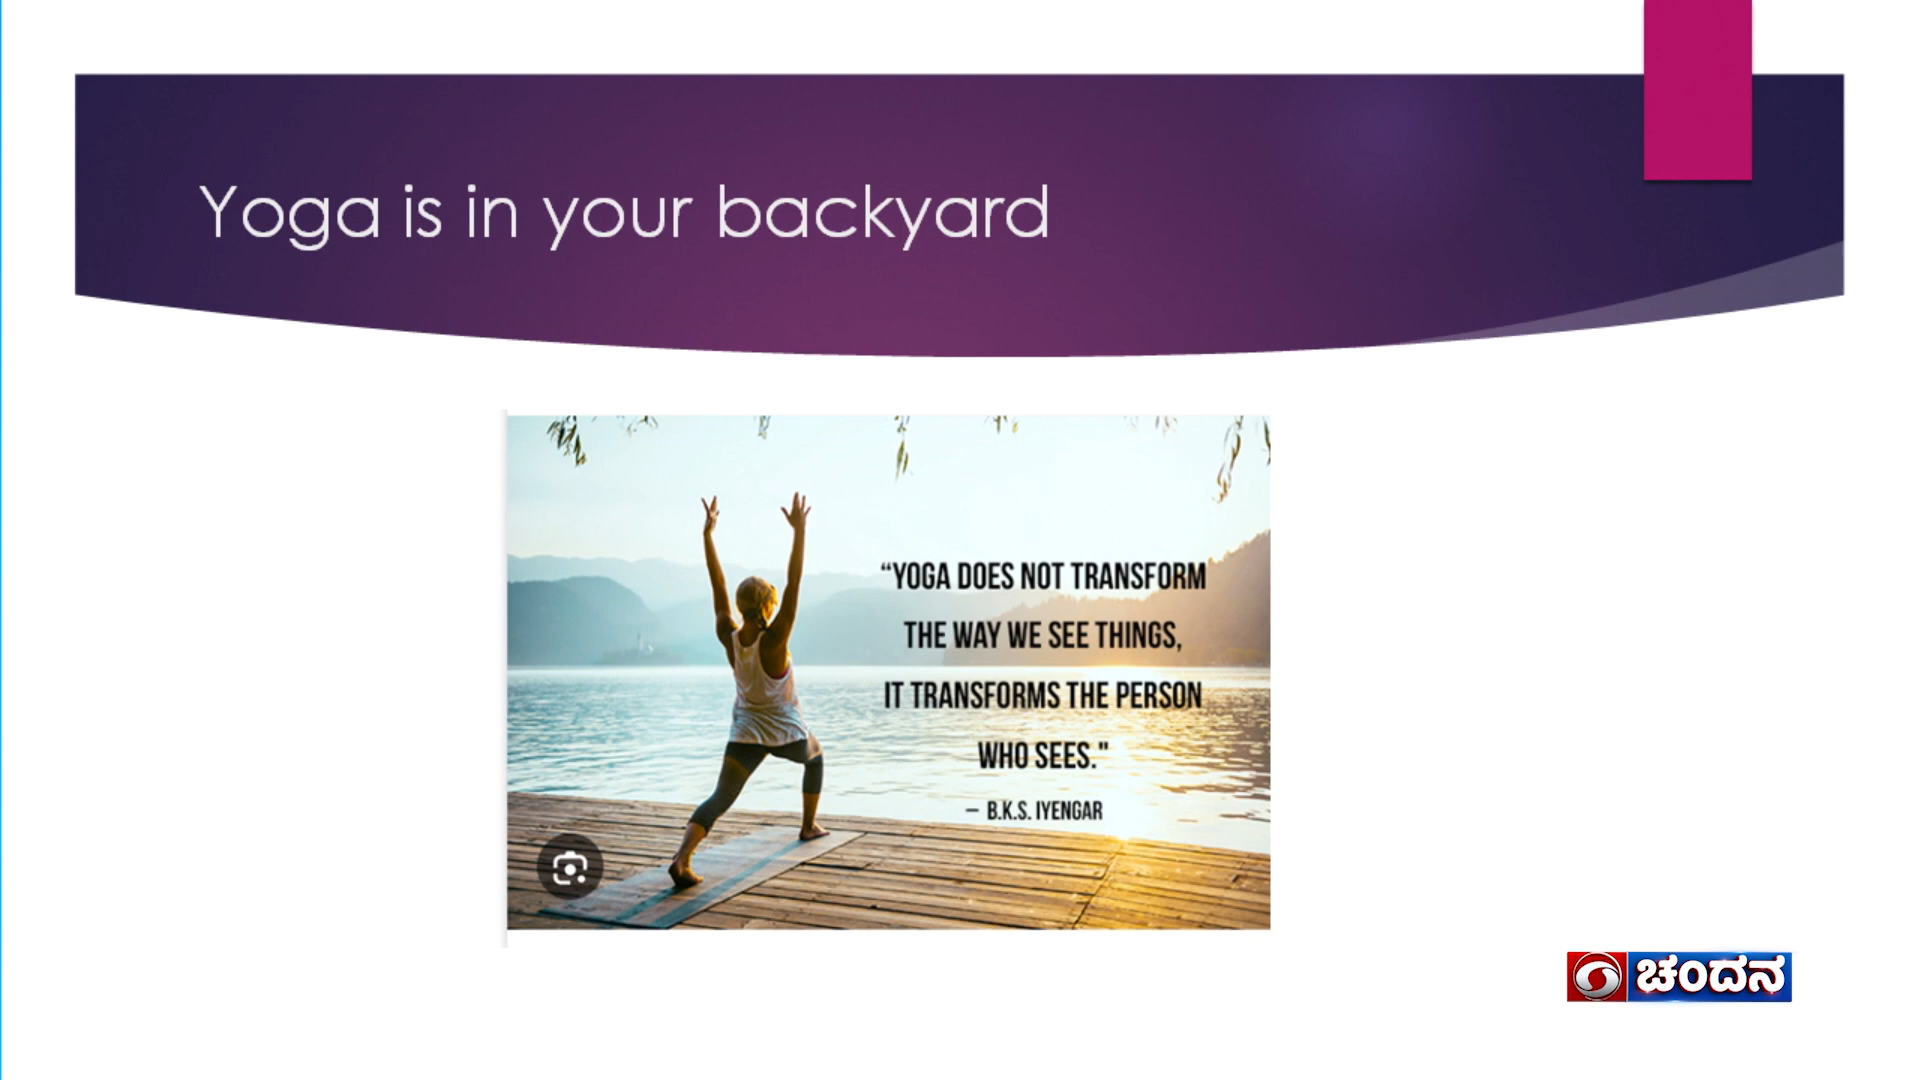 Yoga is in your backyard
“YOGA DOES NOT TRANSFORM
THE WAY WE SEE THINGS,
IT TRANSFORMS THE PERSON
WHO SEES.”
– B.K.S. IYENGAR
ಚಂದನ